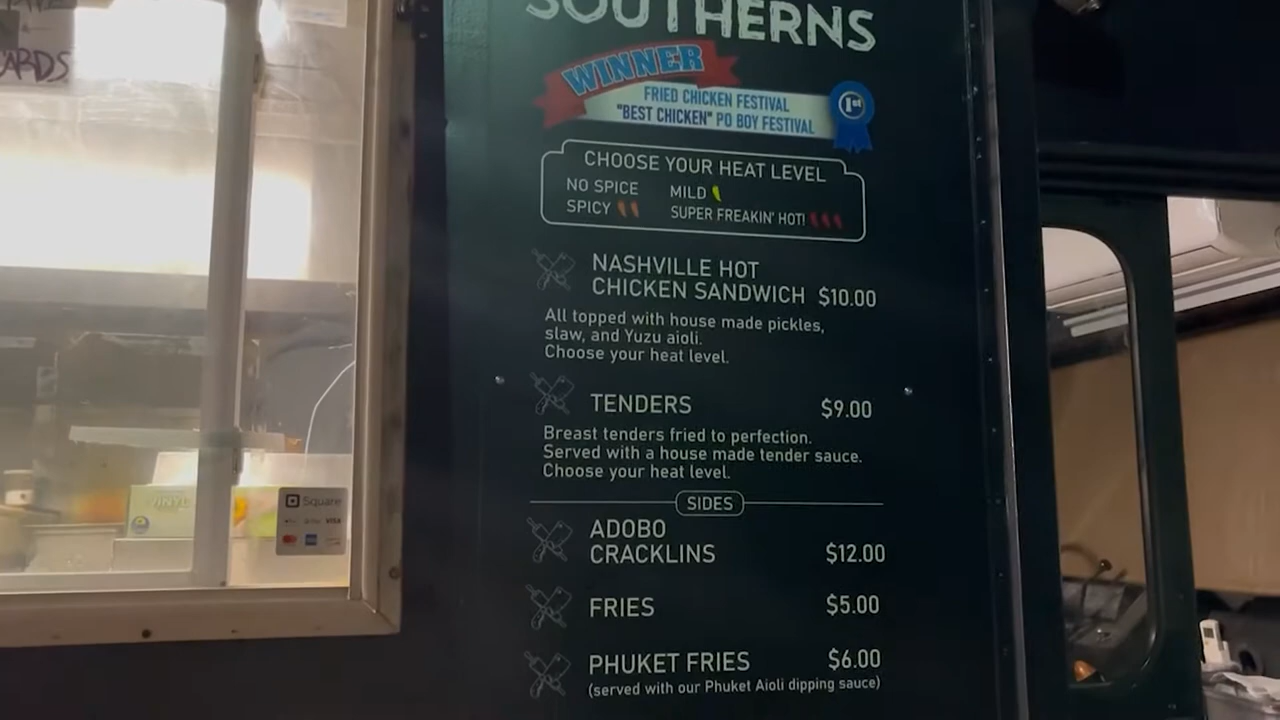 ARDS
SOUTHERNS
WINNER
FRIED CHICKEN FESTIVAL
"BEST CHICKEN" PO BOY FESTIVAL
1st
CHOOSE YOUR HEAT LEVEL
NO SPICE MILD
SPICY SUPER FREAKIN' HOT!
NASHVILLE HOT
CHICKEN SANDWICH $10.00
All topped with house made pickles,
slaw, and Yuzu aioli.
Choose your heat level.
TENDERS $9.00
Breast tenders fried to perfection.
Served with a house made tender sauce.
Choose your heat level.
SIDES
ADOBO
CRACKLINS $12.00
FRIES $5.00
PHUKET FRIES $6.00
(served with our Phuket Aioli dipping sauce)
VINYL
Square
VISA